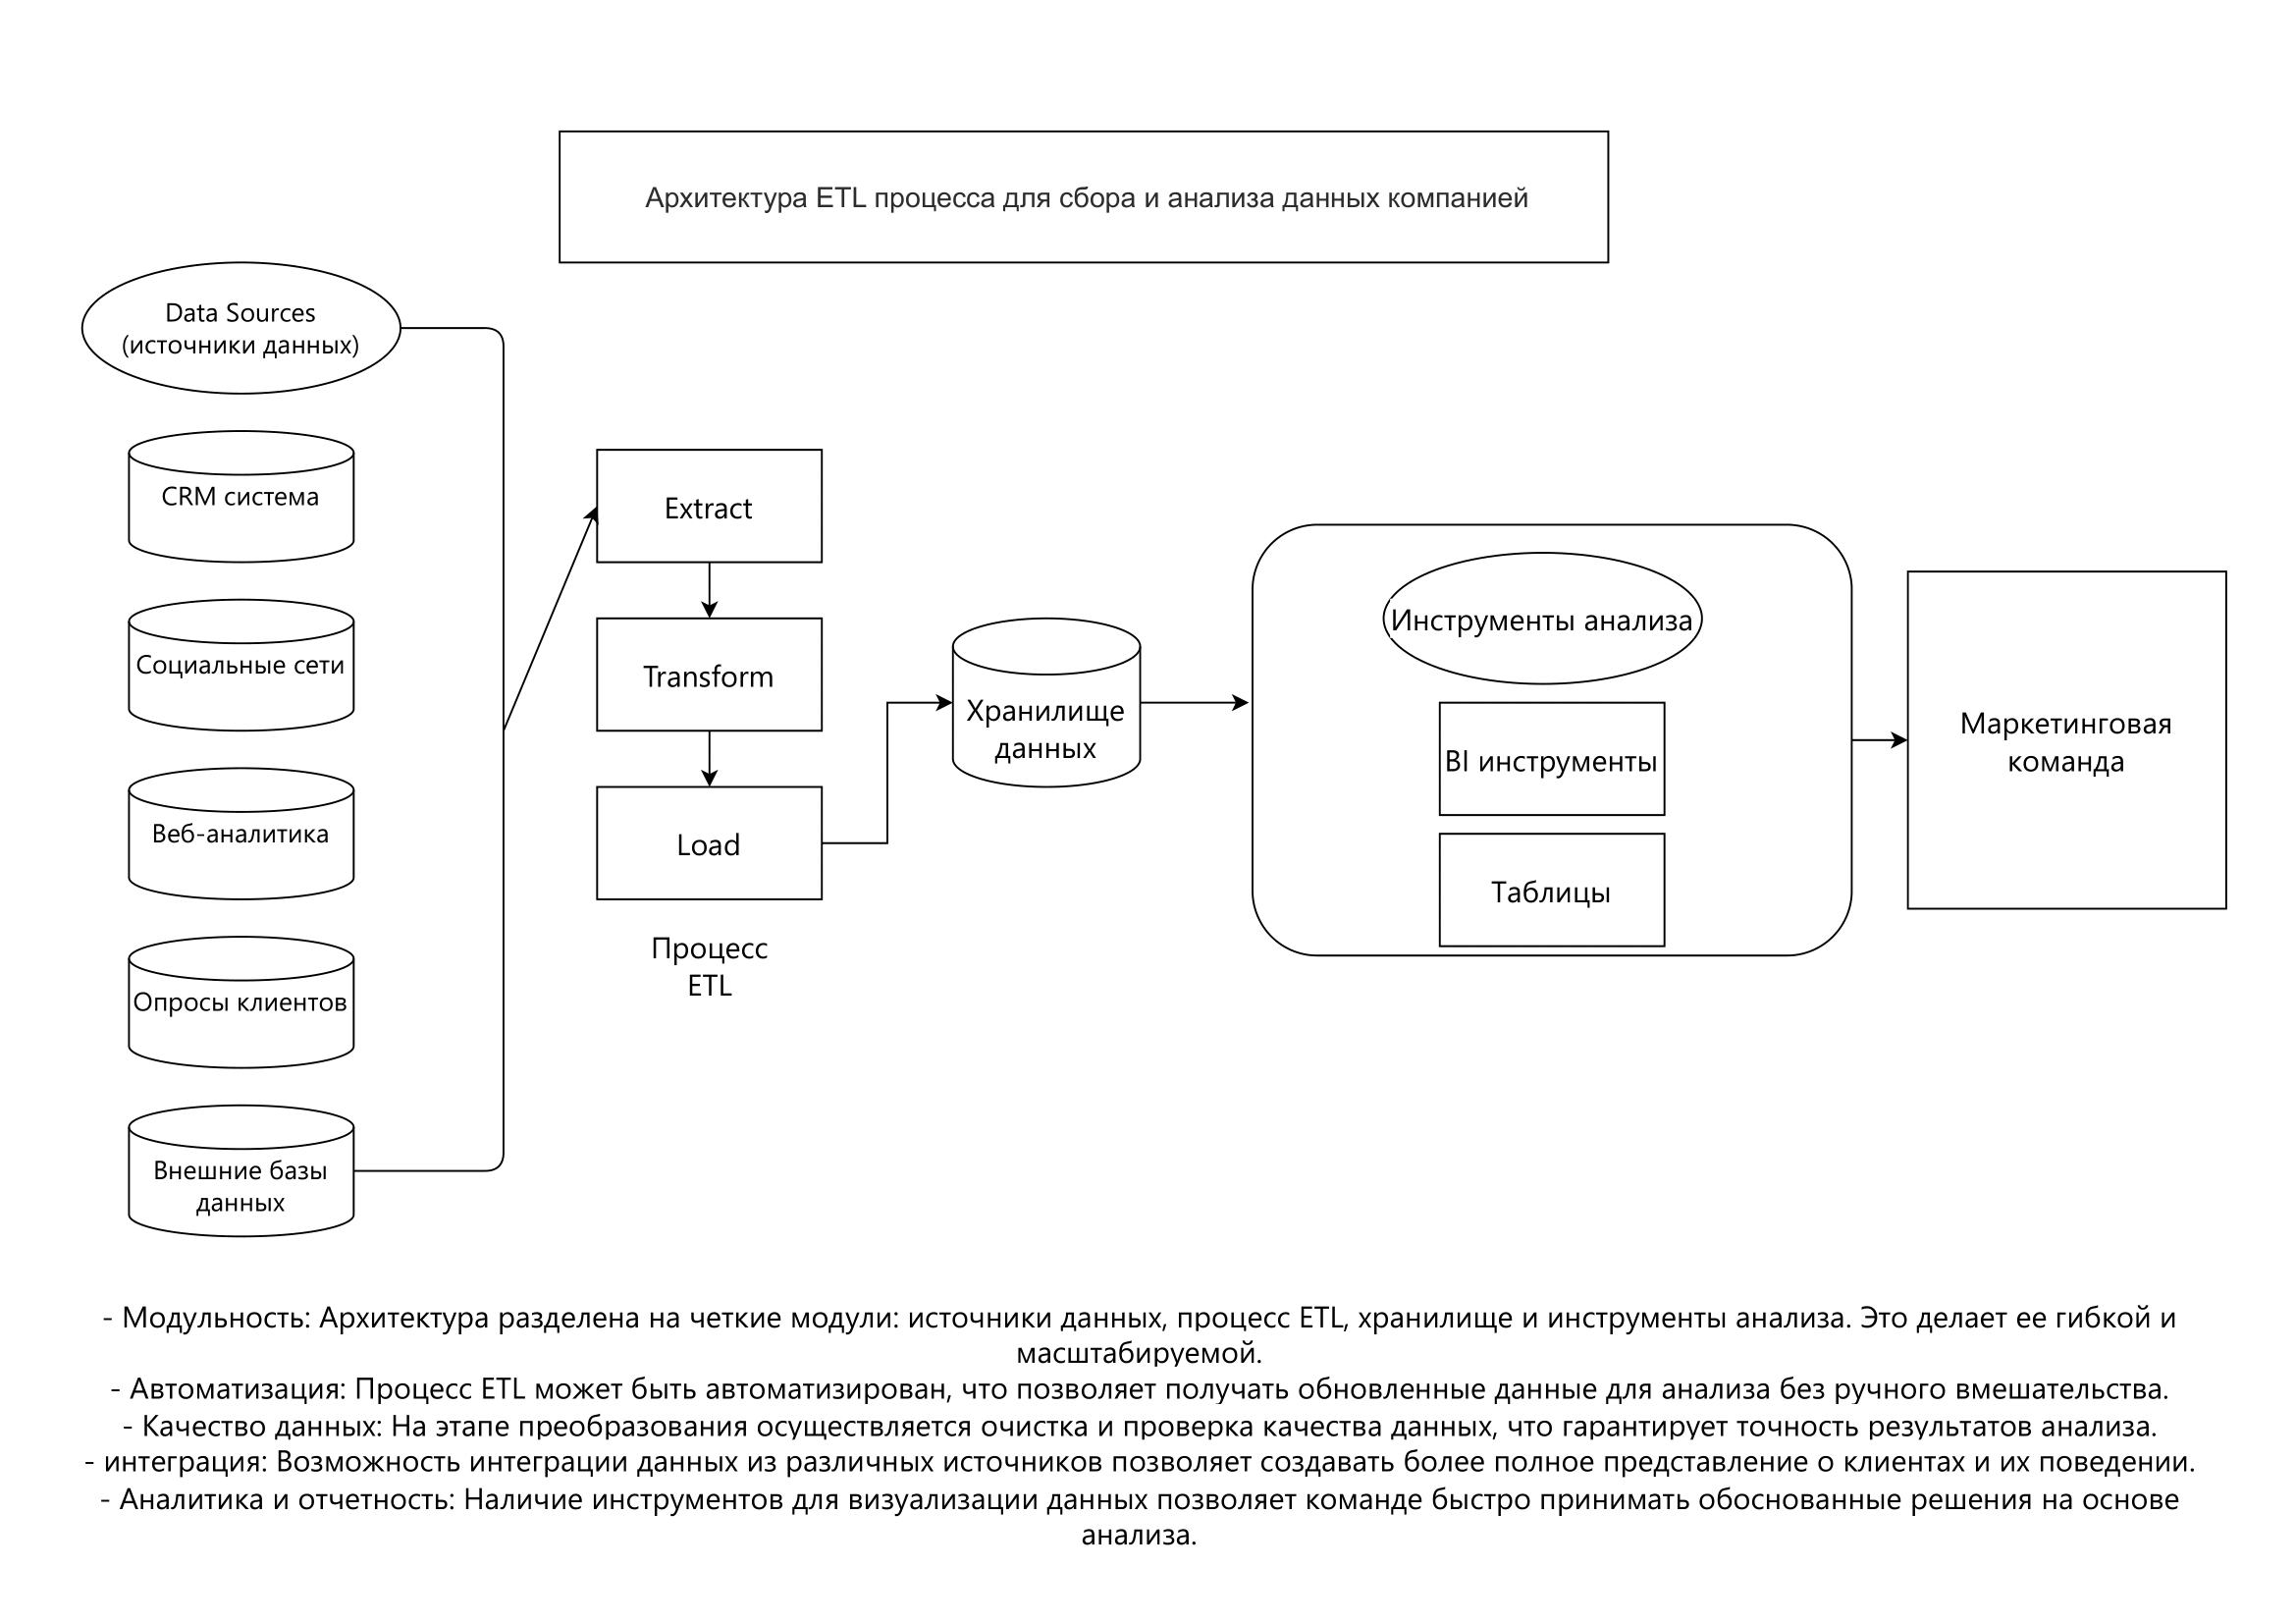 Архитектура ETL процесса для сбора и анализа данных компанией
Data Sources
(источники данных)
CRM система
Социальные сети
Веб-аналитика
Опросы клиентов
Внешние базы
данных
Extract
Transform
Load
Процесс
ETL
Хранилище
данных
Инструменты анализа
BI инструменты
Таблицы
Маркетинговая
команда
- Модульность: Архитектура разделена на четкие модули: источники данных, процесс ETL, хранилище и инструменты анализа. Это делает ее гибкой и
масштабируемой.
- Автоматизация: Процесс ETL может быть автоматизирован, что позволяет получать обновленные данные для анализа без ручного вмешательства.
- Качество данных: На этапе преобразования осуществляется очистка и проверка качества данных, что гарантирует точность результатов анализа.
- интеграция: Возможность интеграции данных из различных источников позволяет создавать более полное представление о клиентах и их поведении.
- Аналитика и отчетность: Наличие инструментов для визуализации данных позволяет команде быстро принимать обоснованные решения на основе
анализа.